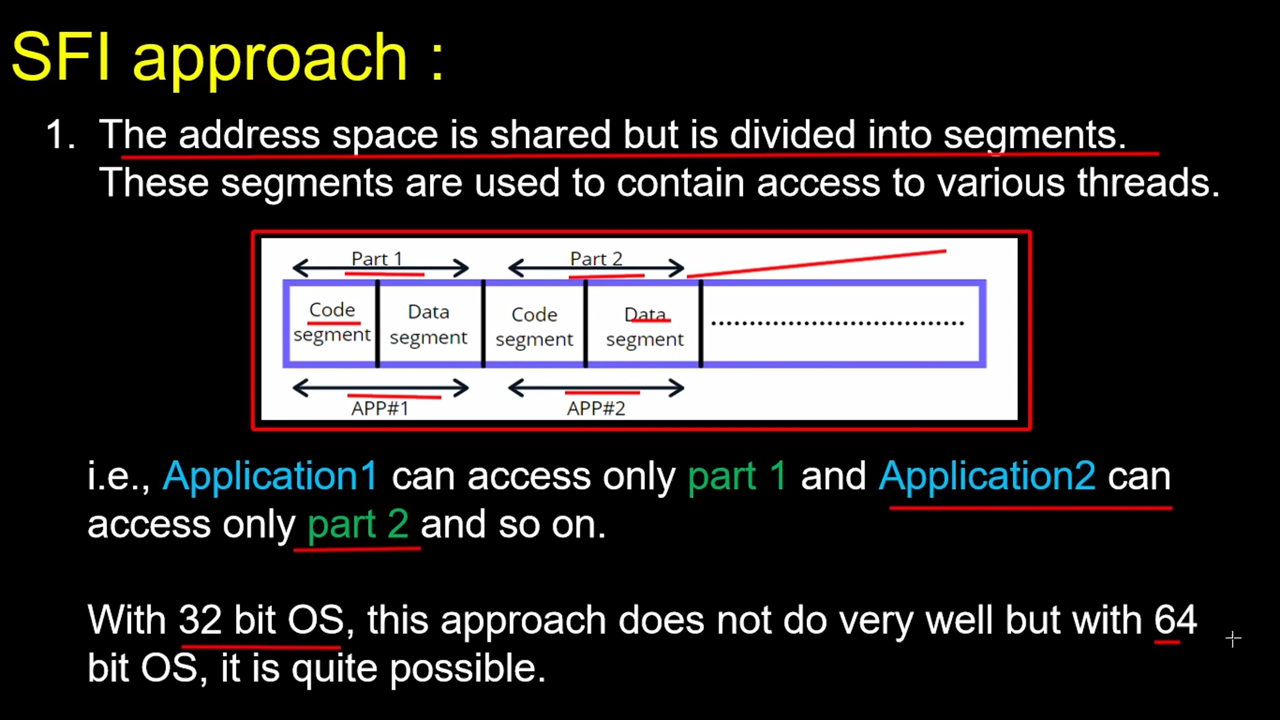 SFI approach :
1. The address space is shared but is divided into segments.
These segments are used to contain access to various threads.
Part 1 Part 2
Code segment Data segment Code segment Data segment
APP#1 APP#2
i.e., Application1 can access only part 1 and Application2 can
access only part 2 and so on.
With 32 bit OS, this approach does not do very well but with 64
bit OS, it is quite possible.